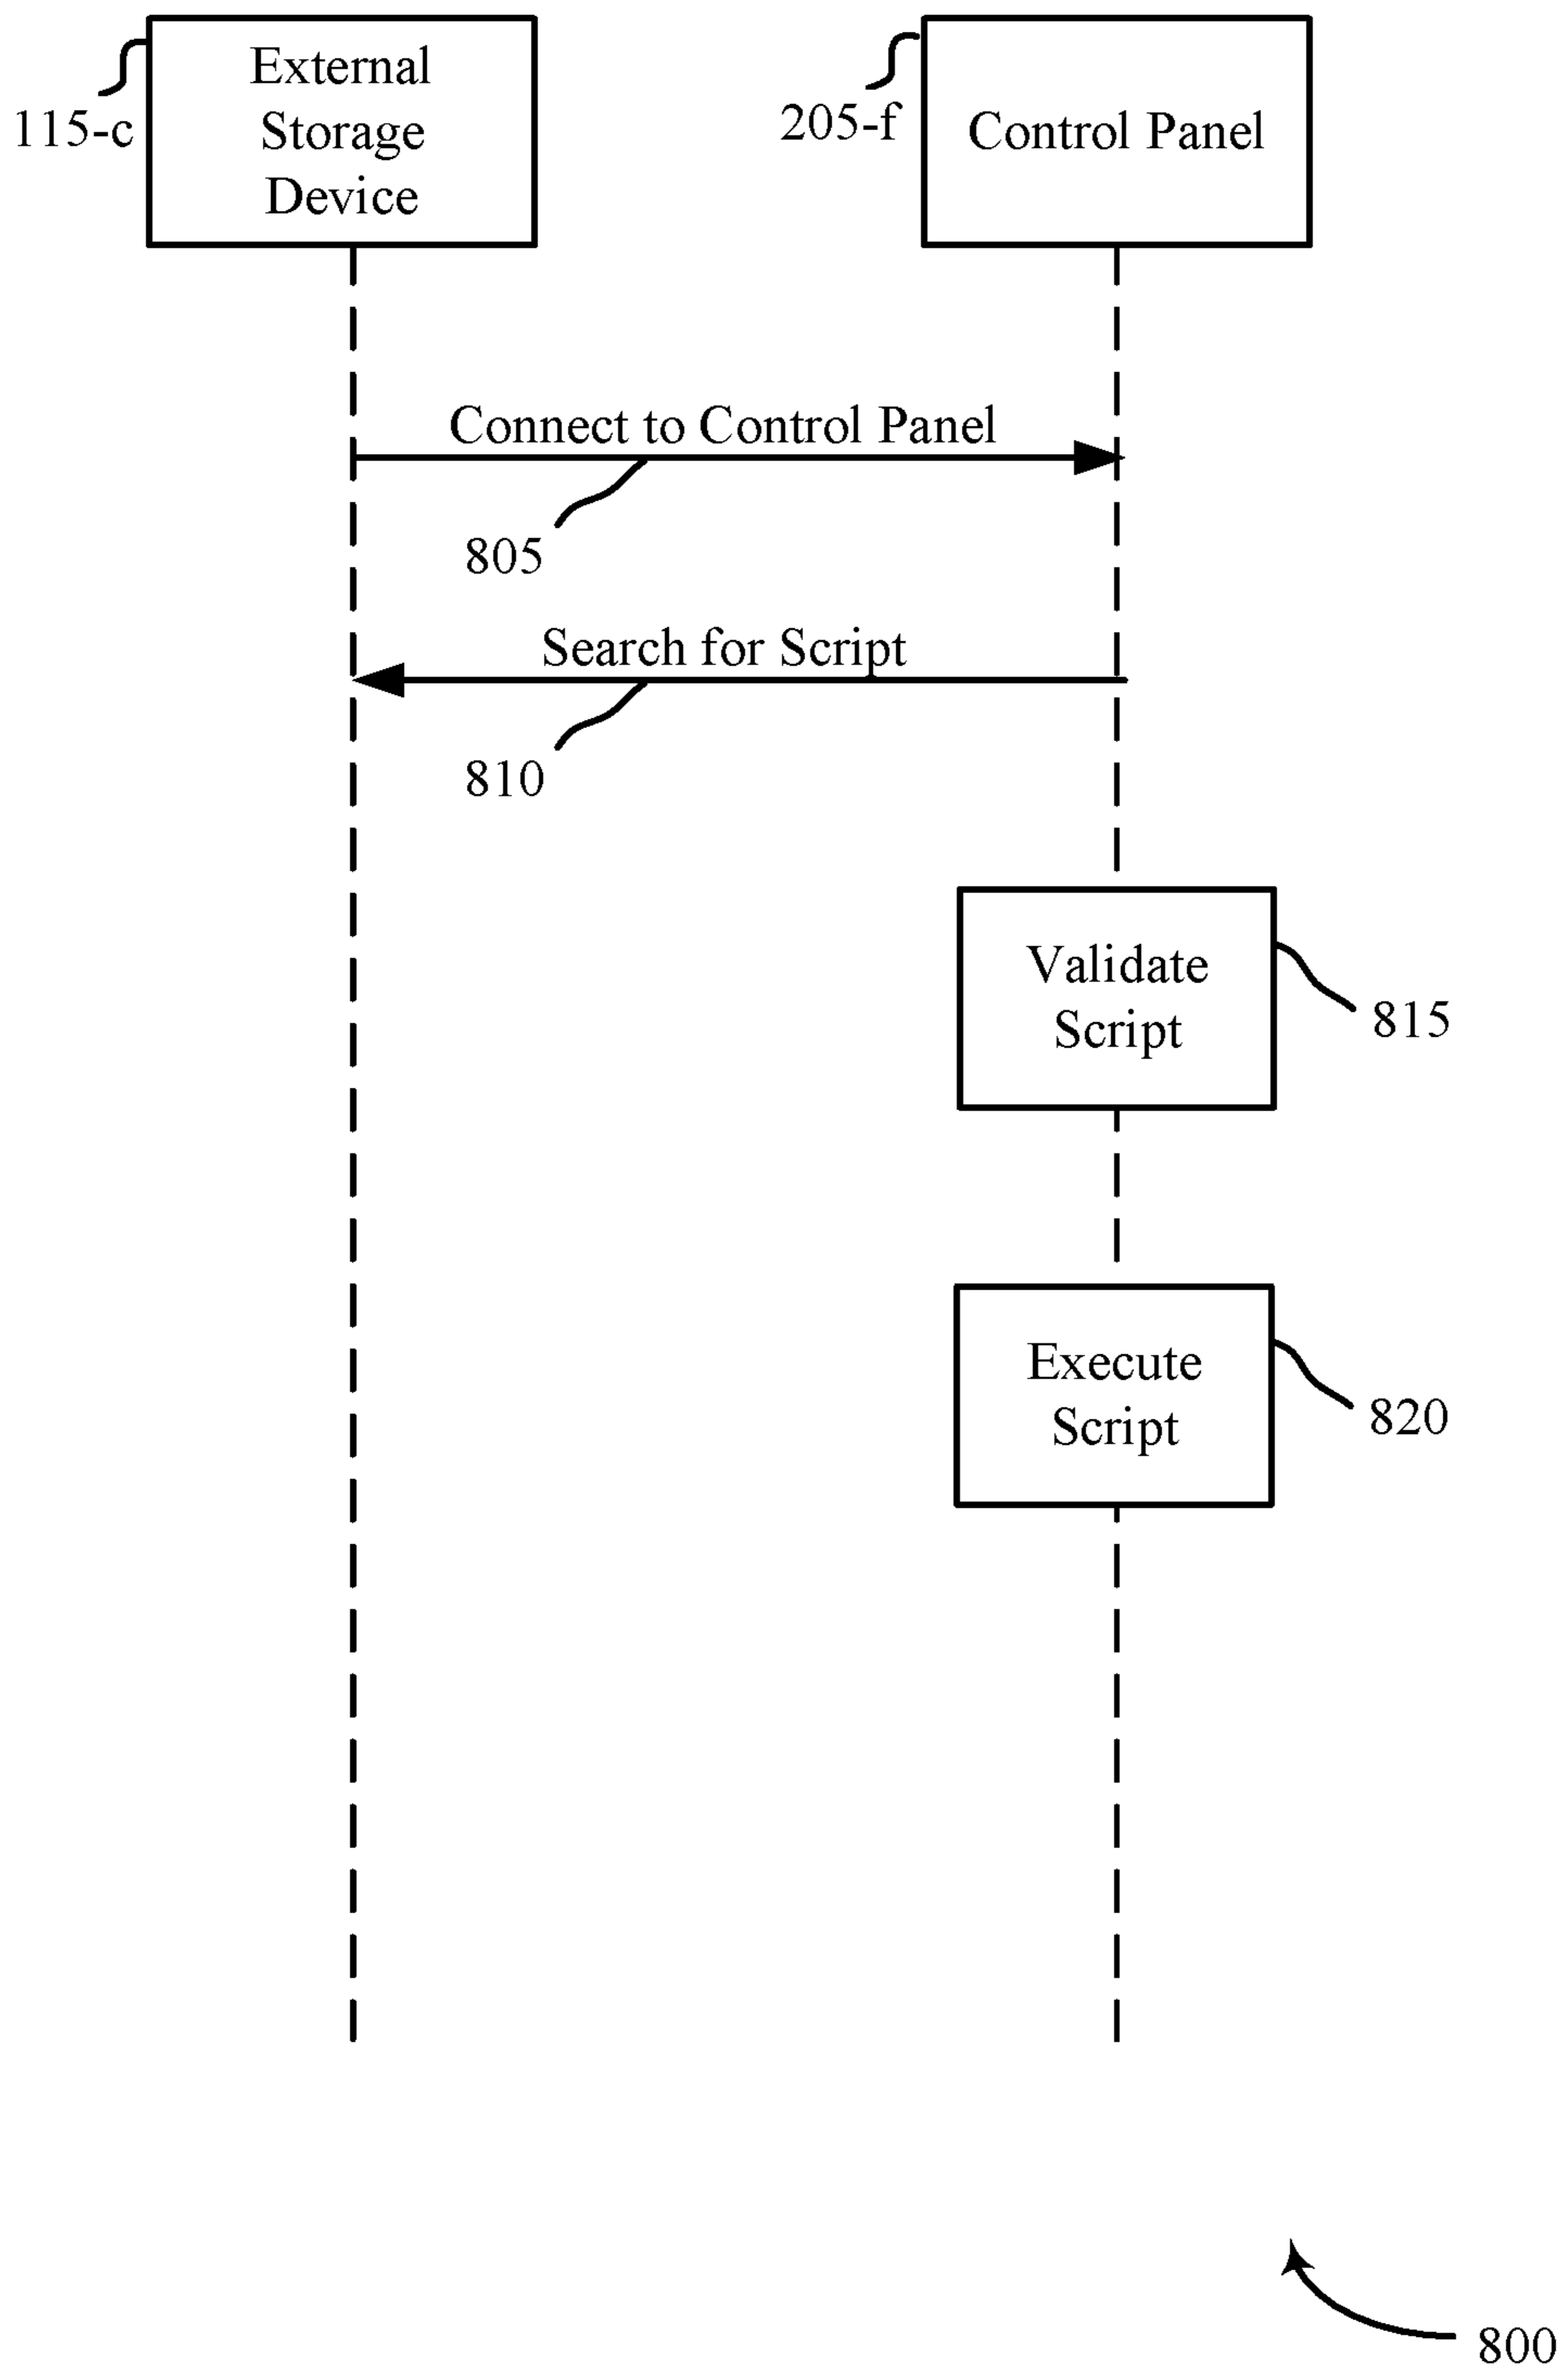 External
Storage
Device
115-c
Control Panel
205-f
Connect to Control Panel
805
Search for Script
810
Validate
Script
815
Execute
Script
820
800